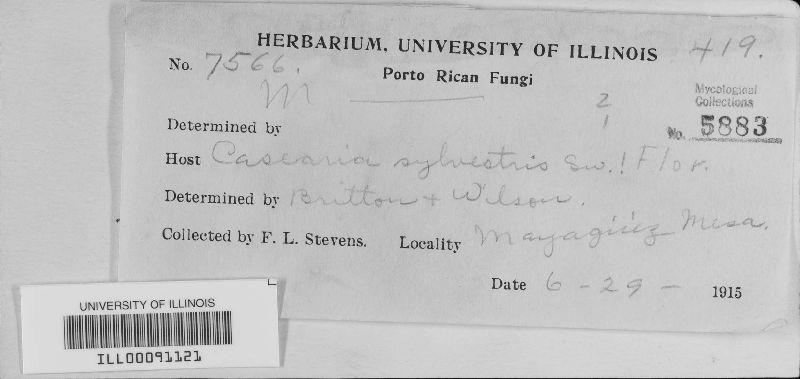 HERBARIUM, UNIVERSITY OF ILLINOIS 419.
No. 7566. Porto Rican Fungi
M
Mycological
Collections
No. 5883
2
1
Determined by
Host Casearia sylvestris Sw.! Flor.
Determined by Britton + Wilson.
Collected by F. L. Stevens. Locality Mayagüez Mesa.
Date 6-29- 1915
UNIVERSITY OF ILLINOIS
ILL00091121